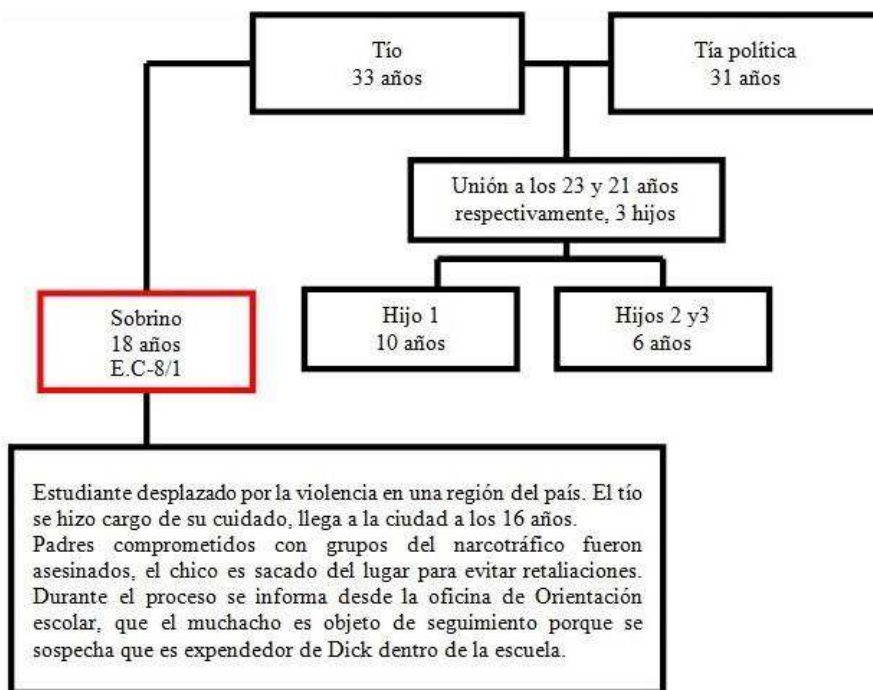 Tío
33 años
Tía política
31 años
Unión a los 23 y 21 años
respectivamente, 3 hijos
Sobrino
18 años
E.C-8/1
Hijo 1
10 años
Hijos 2 y3
6 años
Estudiante desplazado por la violencia en una región del país. El tío
se hizo cargo de su cuidado, llega a la ciudad a los 16 años.
Padres comprometidos con grupos del narcotráfico fueron
asesinados, el chico es sacado del lugar para evitar retaliaciones.
Durante el proceso se informa desde la oficina de Orientación
escolar, que el muchacho es objeto de seguimiento porque se
sospecha que es expendedor de Dick dentro de la escuela.